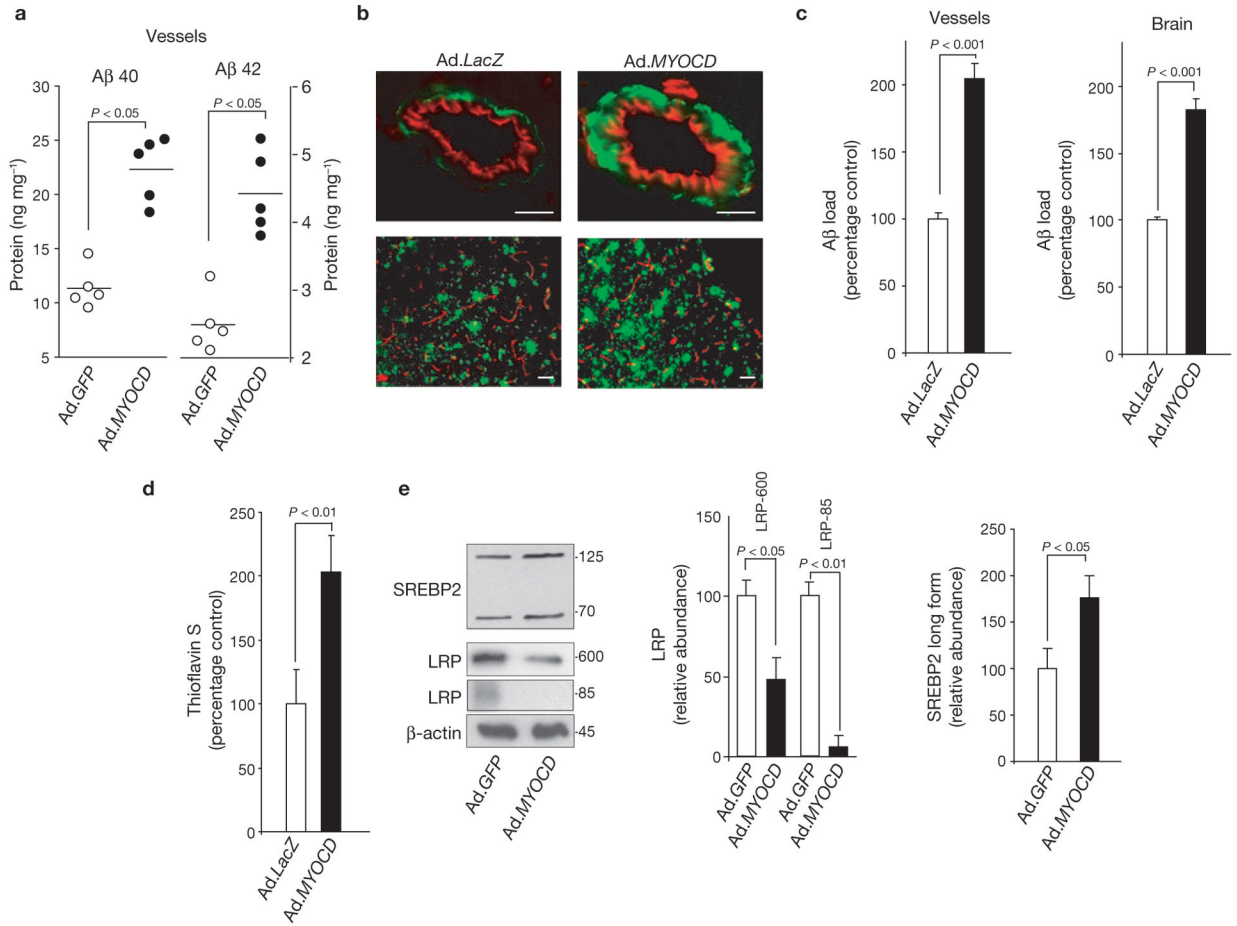 a
Vessels
Aβ 40
Aβ 42
P < 0.05
P < 0.05
Protein (ng mg⁻¹)
30
25
20
15
10
5
6
5
4
3
2
Protein (ng mg⁻¹)
Ad.GFP
Ad.MYOCD
Ad.GFP
Ad.MYOCD
b
Ad.LacZ
Ad.MYOCD
c
Vessels
P < 0.001
Aβ load
(percentage control)
200
150
100
50
0
Ad.LacZ
Ad.MYOCD
Brain
P < 0.001
Aβ load
(percentage control)
200
150
100
50
0
Ad.LacZ
Ad.MYOCD
d
P < 0.01
Thioflavin S
(percentage control)
250
200
150
100
50
0
Ad.LacZ
Ad.MYOCD
e
SREBP2
-125
-70
LRP
-600
LRP
-85
β-actin
-45
Ad.GFP
Ad.MYOCD
LRP-600
LRP-85
P < 0.05
P < 0.01
LRP
(relative abundance)
150
100
50
0
Ad.GFP
Ad.MYOCD
Ad.GFP
Ad.MYOCD
P < 0.05
SREBP2 long form
(relative abundance)
250
200
150
100
50
0
Ad.GFP
Ad.MYOCD